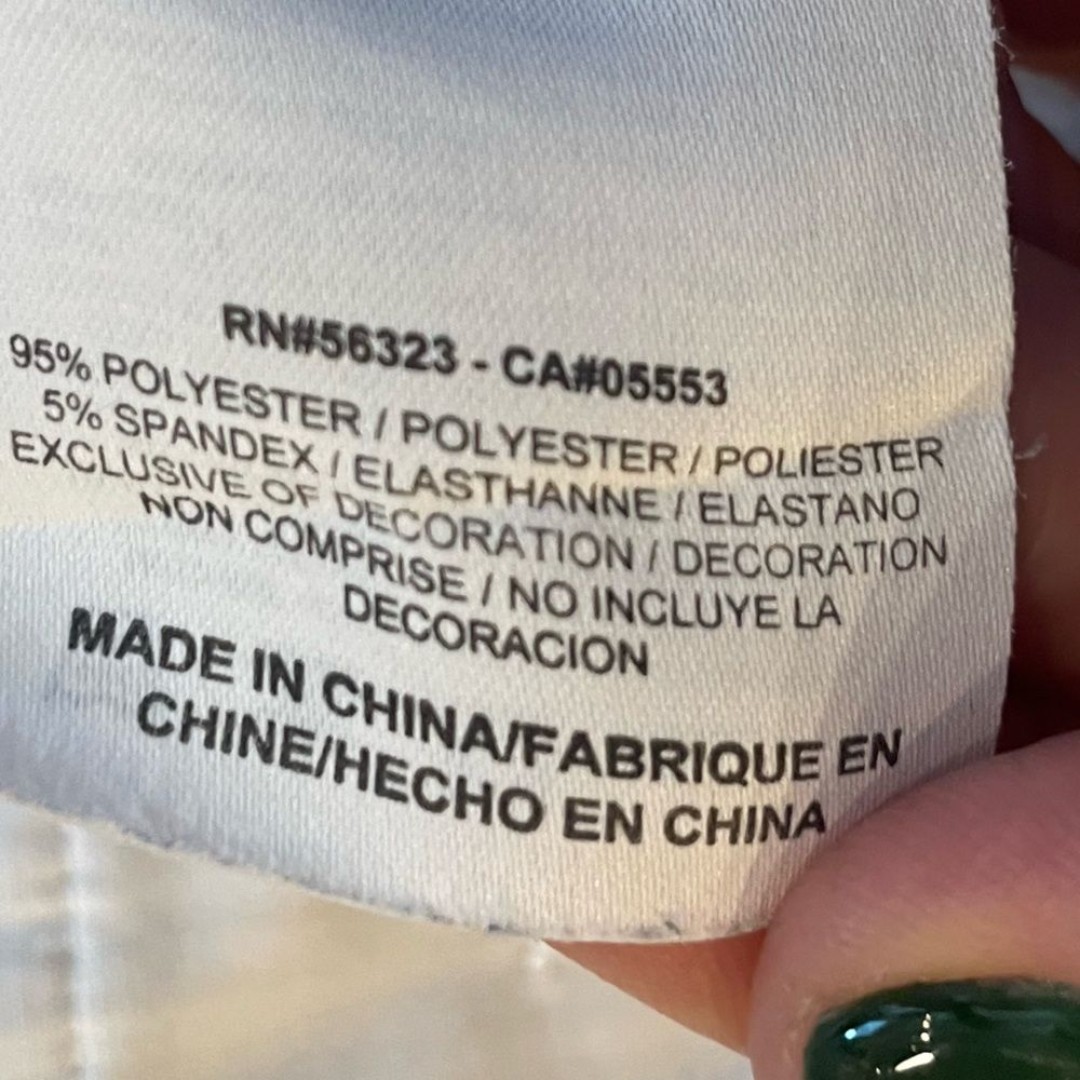 RN#56323 - CA#05553
95% POLYESTER / POLYESTER / POLIESTER
5% SPANDEX / ELASTHANNE / ELASTANO
EXCLUSIVE OF DECORATION / DECORATION
NON COMPRISE / NO INCLUYE LA
DECORACION
MADE IN CHINA/FABRIQUE EN
CHINE/HECHO EN CHINA